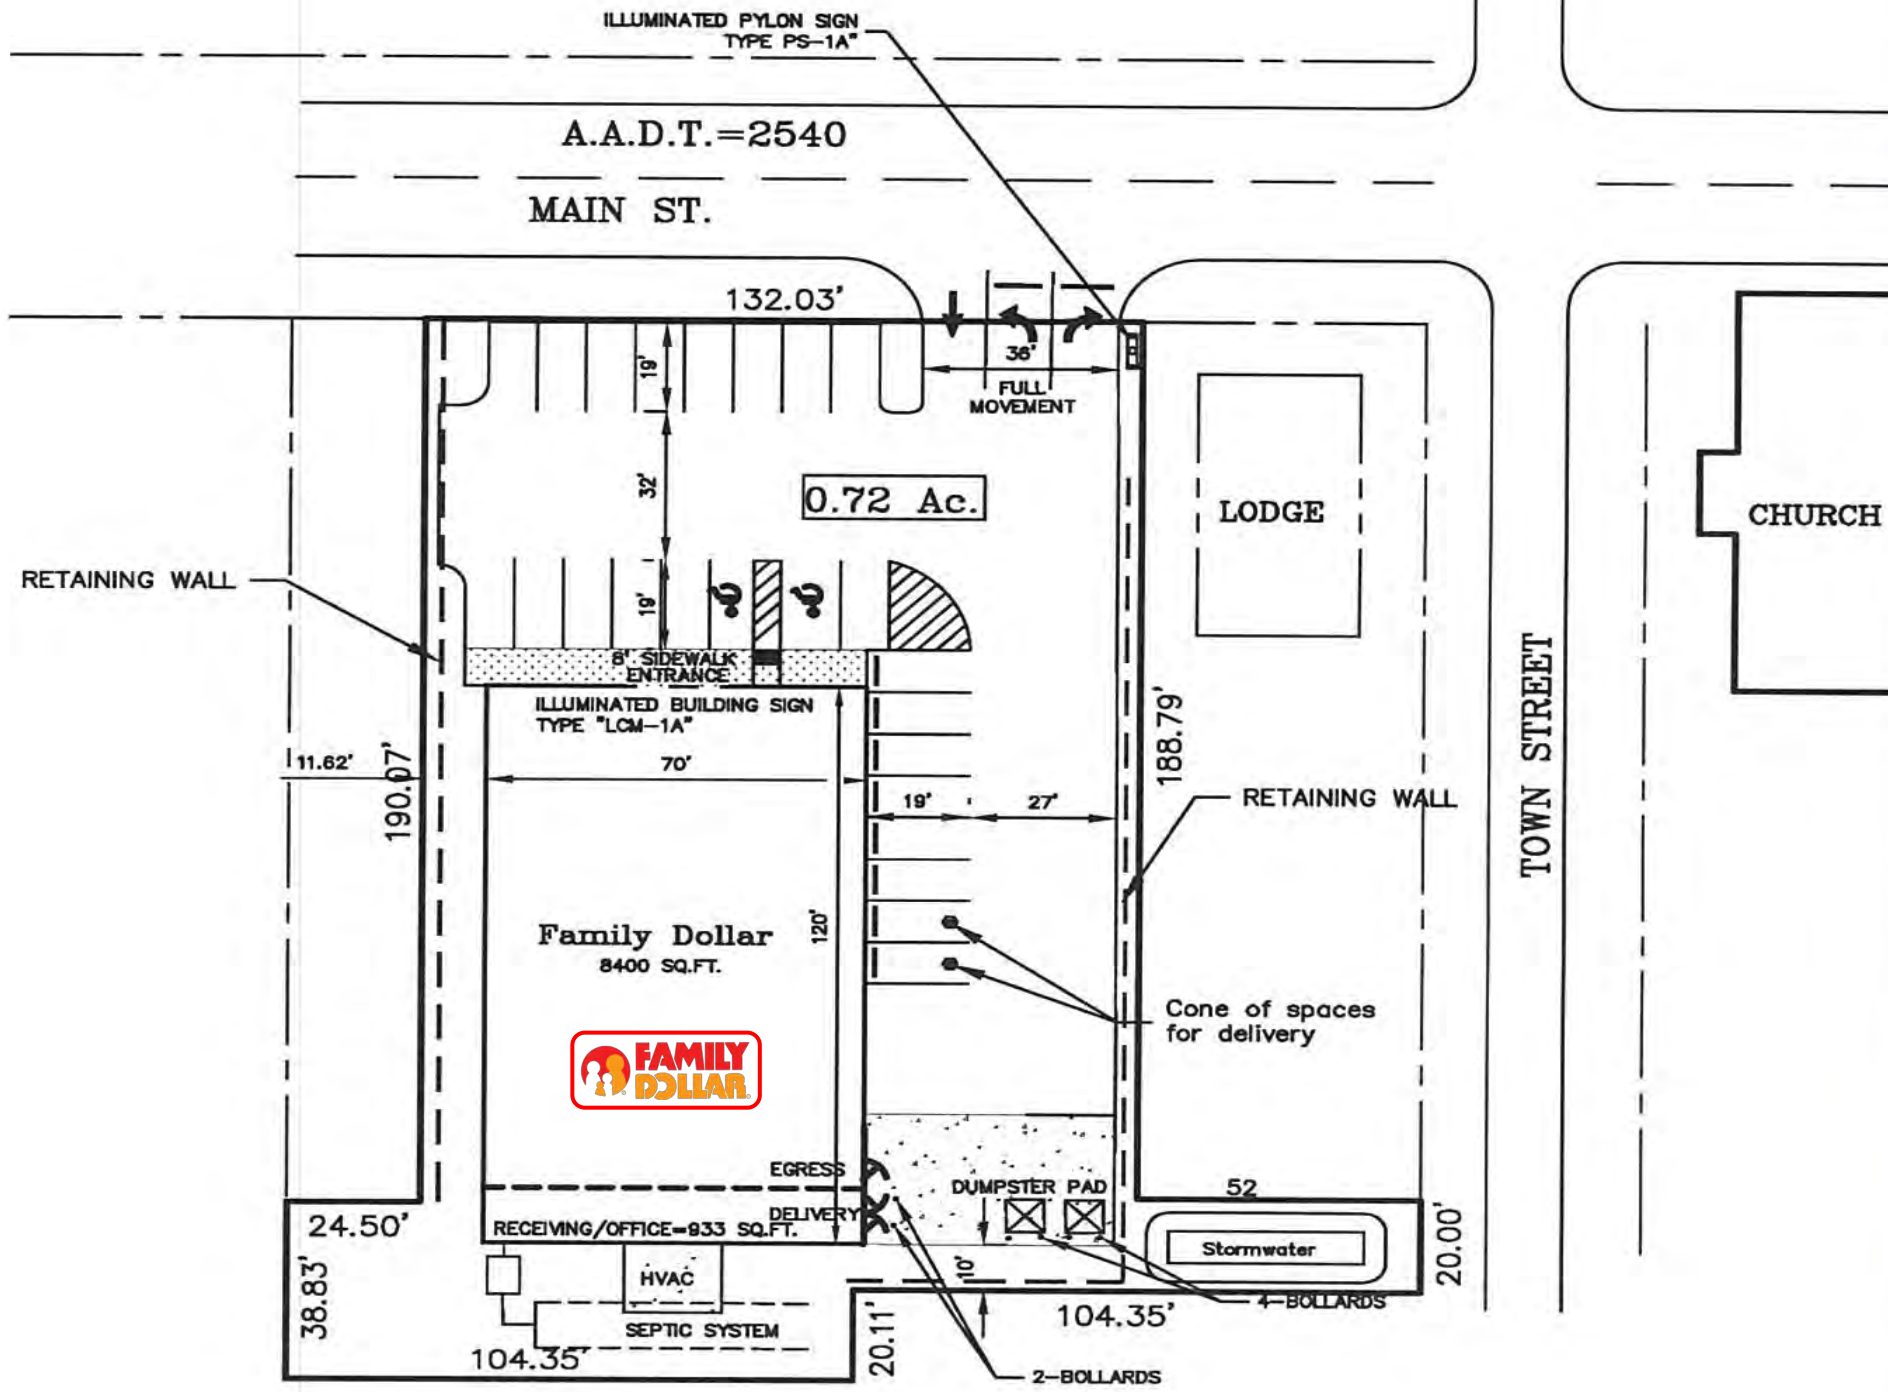 ILLUMINATED PYLON SIGN
TYPE PS-1A"
A.A.D.T.=2540
MAIN ST.
132.03'
36'
FULL
MOVEMENT
19'
32'
0.72 Ac.
LODGE
CHURCH
RETAINING WALL
19'
8' SIDEWALK
ENTRANCE
ILLUMINATED BUILDING SIGN
TYPE "LCM-1A"
TOWN STREET
188.79'
11.62'
190.07'
70'
19'
27'
RETAINING WALL
Family Dollar
8400 SQ.FT.
120'
Cone of spaces
for delivery
FAMILY
DOLLAR
EGRESS
DUMPSTER PAD
52
DELIVERY
RECEIVING/OFFICE=933 SQ.FT.
24.50'
Stormwater
20.00'
38.83'
HVAC
10'
4-BOLLARDS
104.35'
SEPTIC SYSTEM
104.35'
20.11'
2-BOLLARDS